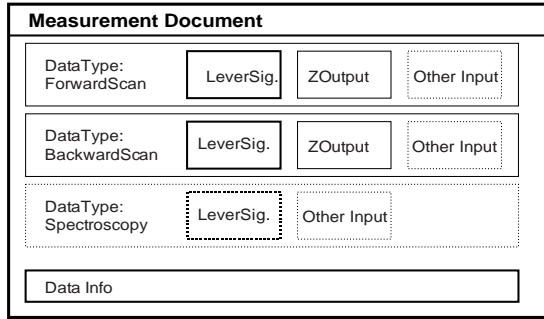 Measurement Document
DataType:
ForwardScan
LeverSig.
ZOutput
Other Input
DataType:
BackwardScan
LeverSig.
ZOutput
Other Input
DataType:
Spectroscopy
LeverSig.
Other Input
Data Info